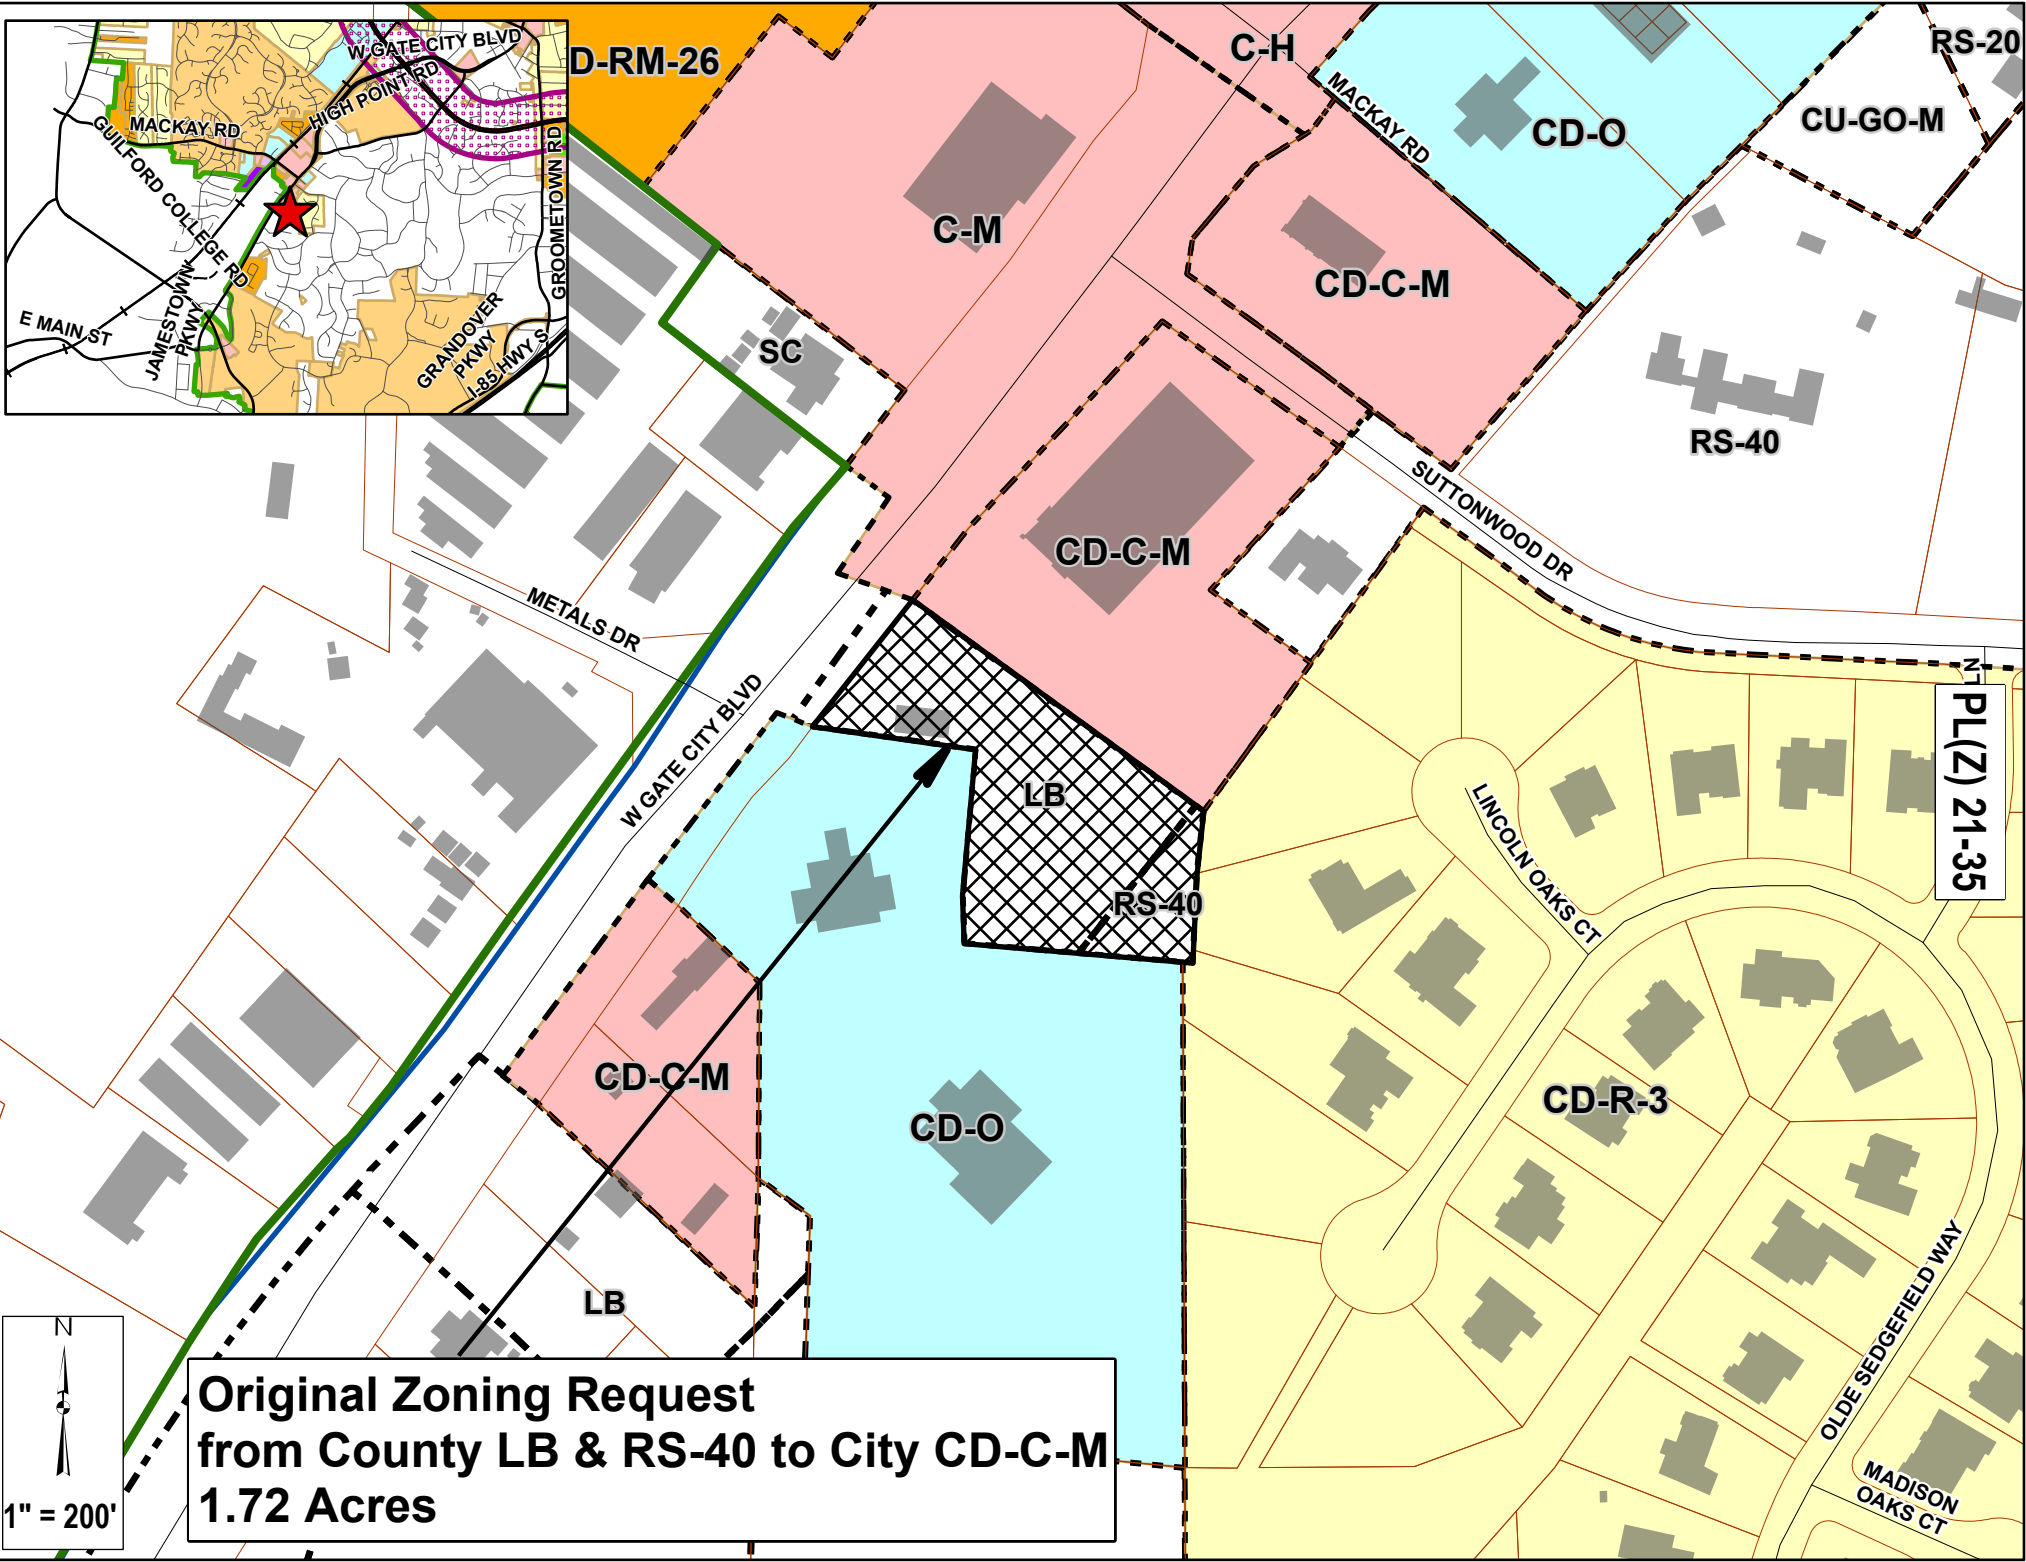 W GATE CITY BLVD
HIGH POINT RD
MACKAY RD
GUILFORD COLLEGE RD
GROOMETOWN RD
E MAIN ST
JAMESTOWN
PKWY
GRANDOVER
PKWY
I-85 HWY S
D-RM-26
C-H
RS-20
MACKAY RD
CD-O
CU-GO-M
C-M
CD-C-M
SC
RS-40
SUTTONWOOD DR
CD-C-M
METALS DR
W GATE CITY BLVD
LN
PL(Z) 21-35
LB
LINCOLN OAKS CT
RS-40
CD-C-M
CD-O
CD-R-3
OLDE SEDGEFIELD WAY
LB
MADISON
OAKS CT
N
1" = 200'
Original Zoning Request
from County LB & RS-40 to City CD-C-M
1.72 Acres